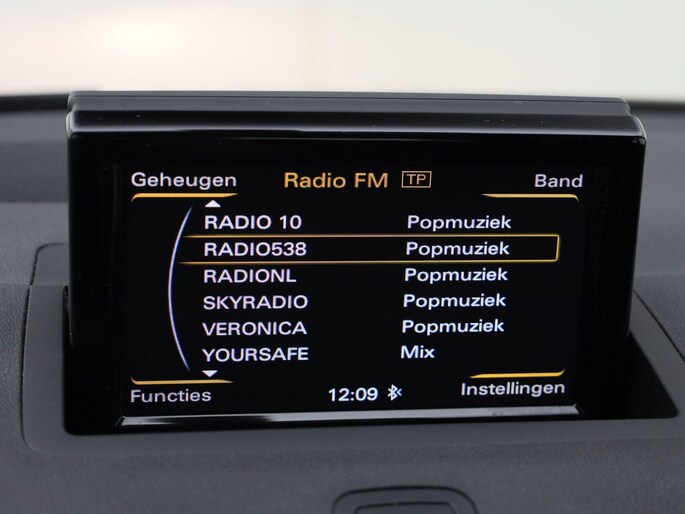 Geheugen Radio FM TP Band
RADIO 10 Popmuziek
RADIO538 Popmuziek
RADIONL Popmuziek
SKYRADIO Popmuziek
VERONICA Popmuziek
YOURSAFE Mix
Functies 12:09 Instellingen